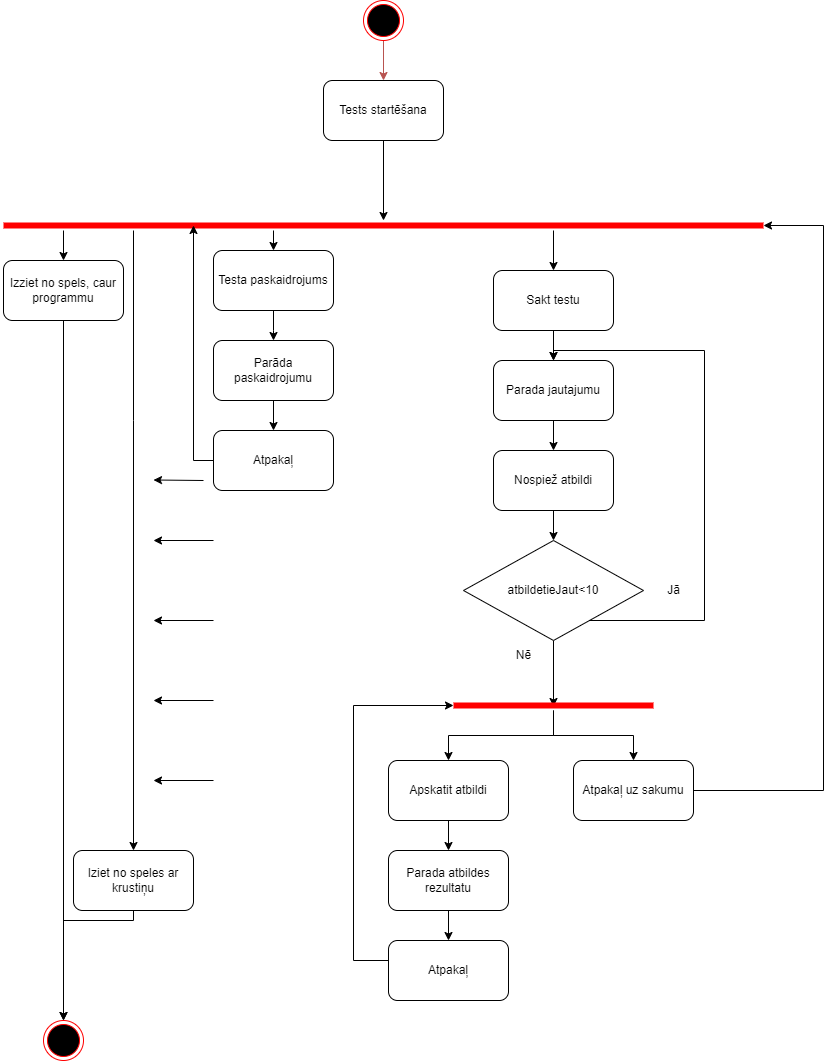 Tests startēšana
Izziet no spels, caur
programmu
Testa paskaidrojums
Parāda
paskaidrojumu
Atpakaļ
Sakt testu
Parada jautajumu
Nospiež atbildi
atbildetieJaut<10
Jā
Nē
Apskatit atbildi
Atpakaļ uz sakumu
Parada atbildes
rezultatu
Atpakaļ
Iziet no speles ar
krustiņu